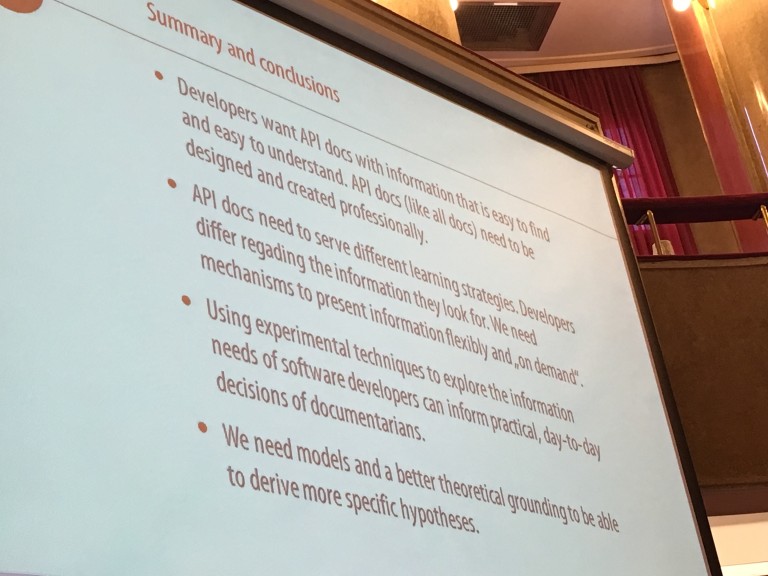 Summary and conclusions
• Developers want API docs with information that is easy to find
and easy to understand. API docs (like all docs) need to be
designed and created professionally.
• API docs need to serve different learning strategies. Developers
differ regading the information they look for. We need
mechanisms to present information flexibly and „on demand“.
• Using experimental techniques to explore the information
needs of software developers can inform practical, day-to-day
decisions of documentarians.
• We need models and a better theoretical grounding to be able
to derive more specific hypotheses.